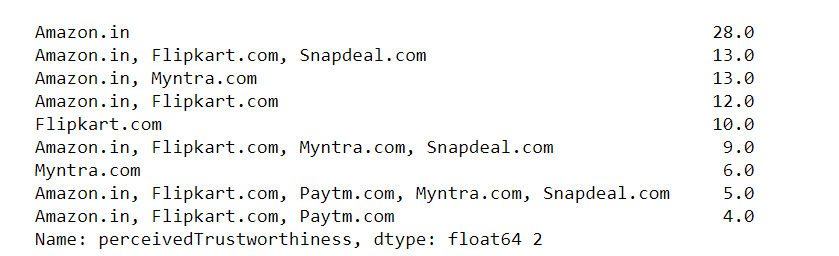 Amazon.in 28.0
Amazon.in, Flipkart.com, Snapdeal.com 13.0
Amazon.in, Myntra.com 13.0
Amazon.in, Flipkart.com 12.0
Flipkart.com 10.0
Amazon.in, Flipkart.com, Myntra.com, Snapdeal.com 9.0
Myntra.com 6.0
Amazon.in, Flipkart.com, Paytm.com, Myntra.com, Snapdeal.com 5.0
Amazon.in, Flipkart.com, Paytm.com 4.0
Name: perceivedTrustworthiness, dtype: float64 2